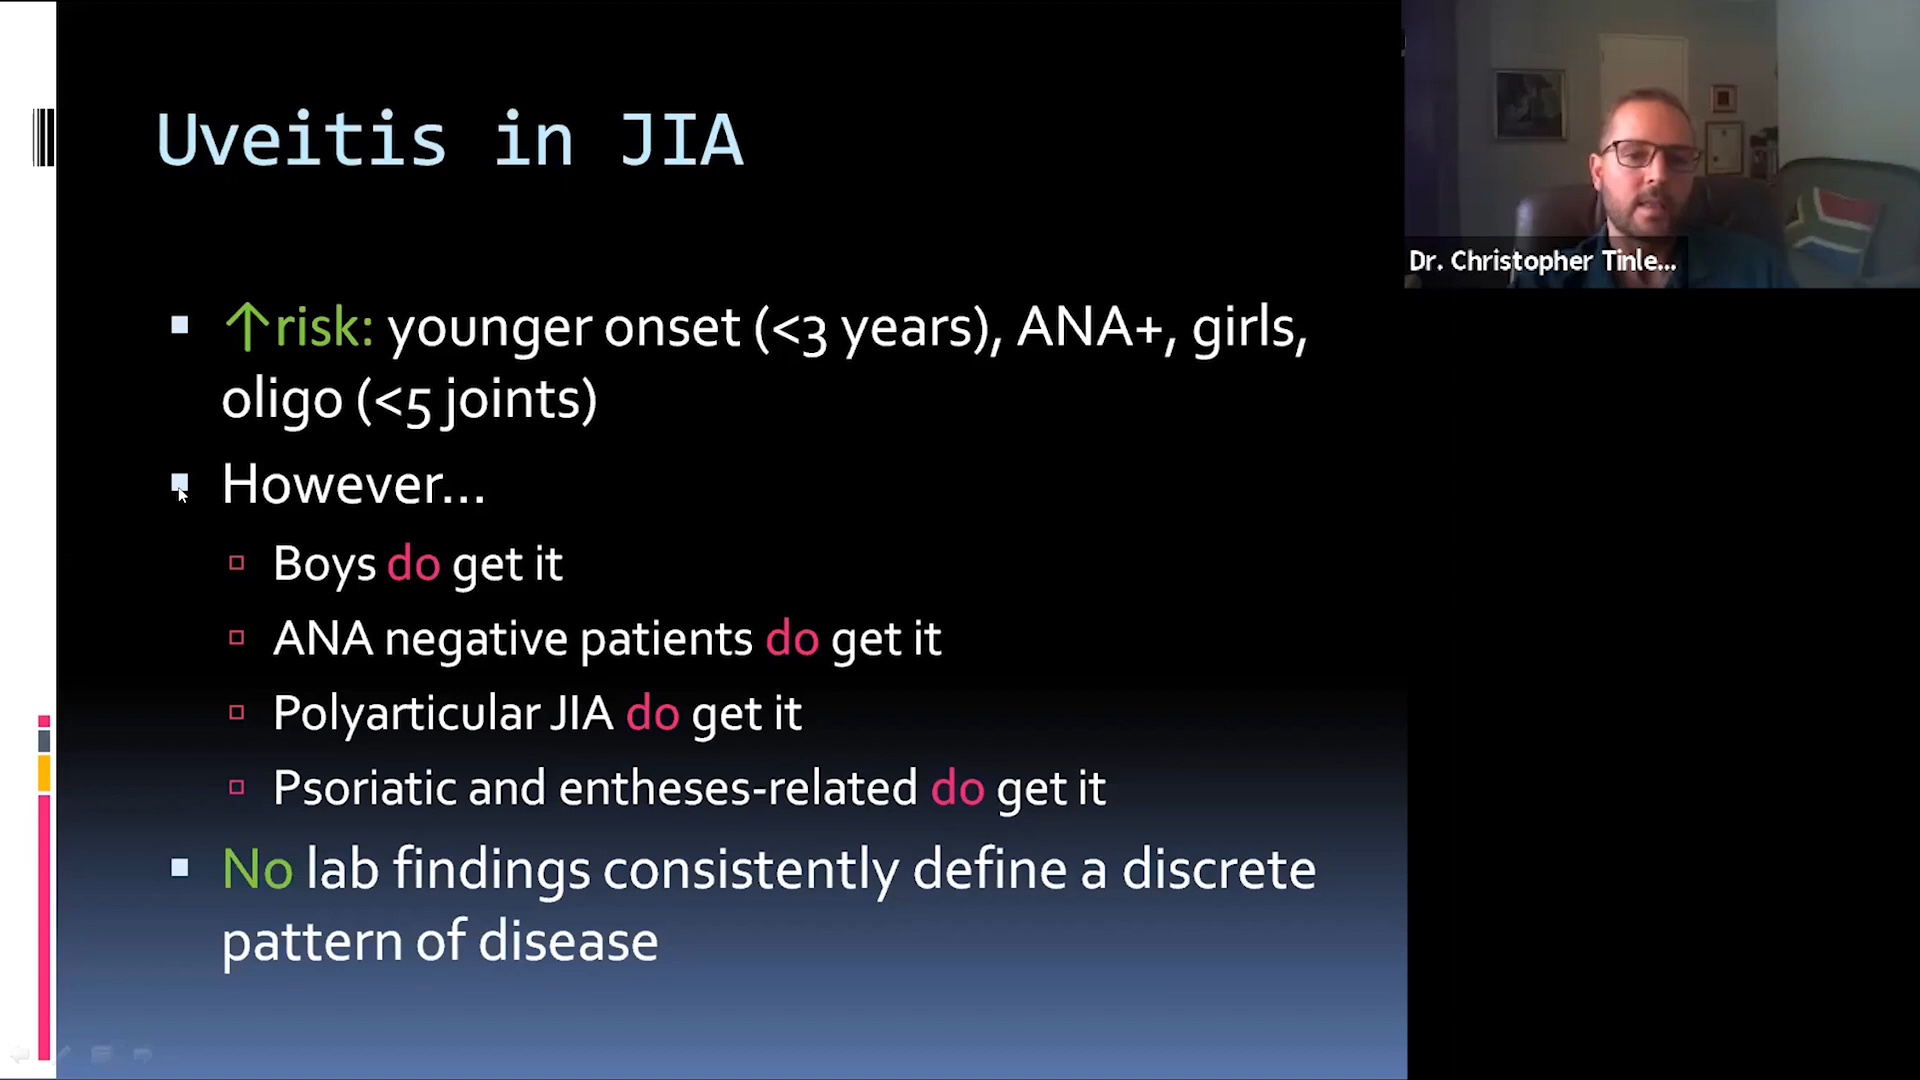 Uveitis in JIA
↑risk: younger onset (<3 years), ANA+, girls,
oligo (<5 joints)
However...
Boys do get it
ANA negative patients do get it
Polyarticular JIA do get it
Psoriatic and entheses-related do get it
No lab findings consistently define a discrete
pattern of disease
Dr. Christopher Tinle...